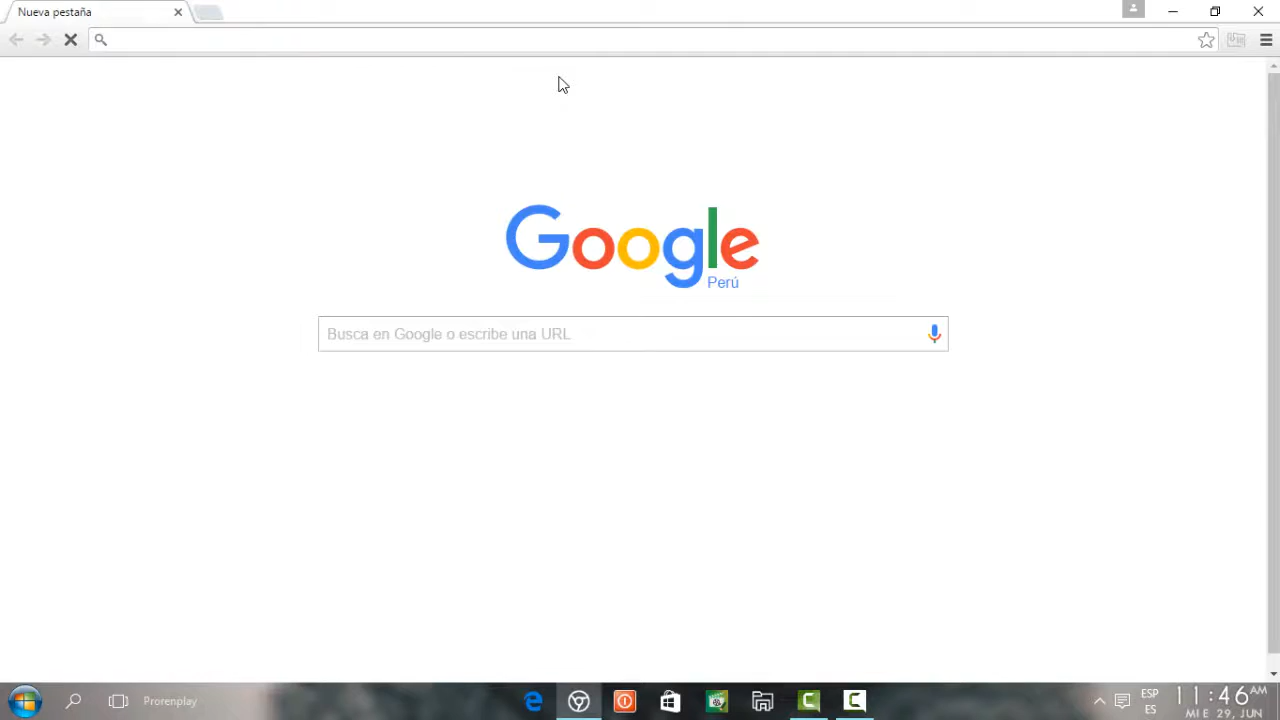 Nueva pestaña
Google
Perú
Busca en Google o escribe una URL
Prorenplay
ESP
ES
11:46 AM
MIE 29, JUN